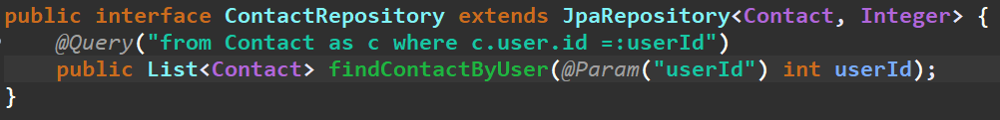 public interface ContactRepository extends JpaRepository<Contact, Integer> {
@Query("from Contact as c where c.user.id =:userId")
public List<Contact> findContactByUser(@Param("userId") int userId);
}